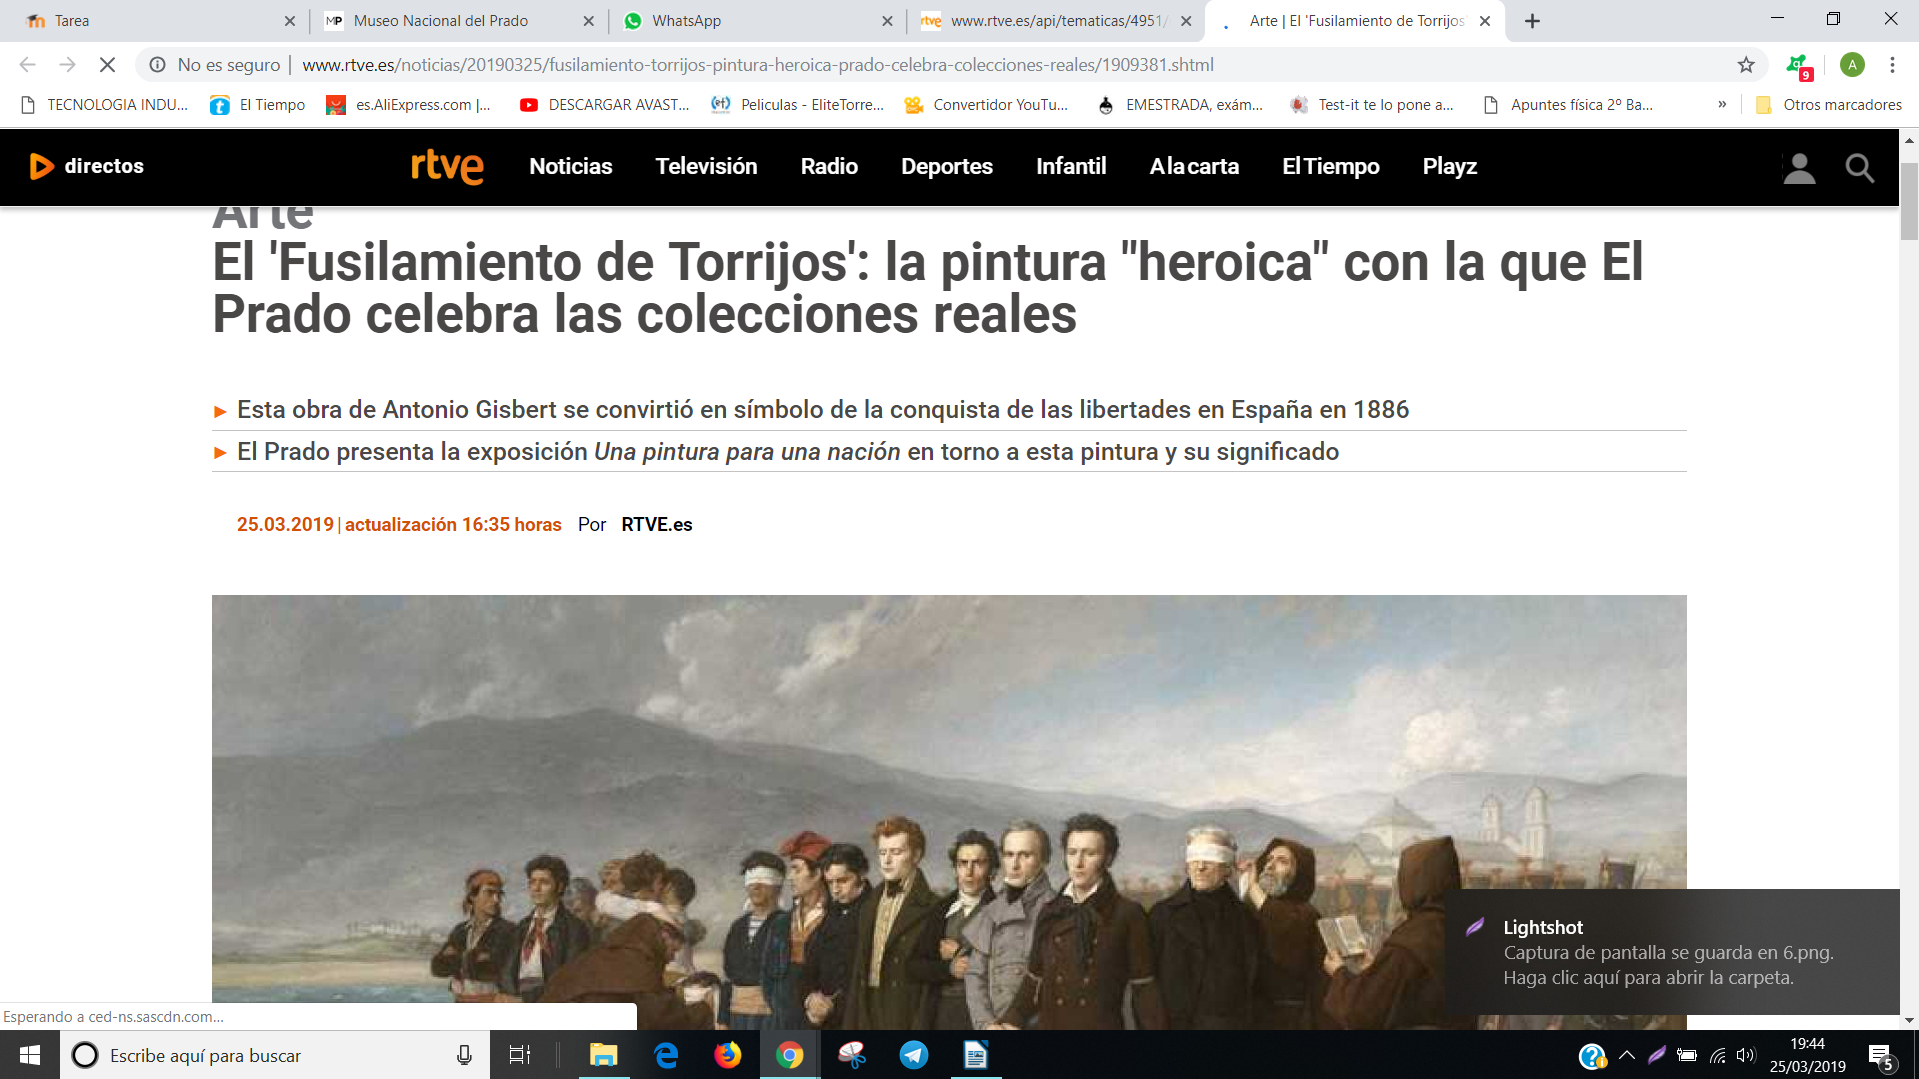 Tarea
Museo Nacional del Prado
WhatsApp
www.rtve.es/api/tematicas/4951/
Arte | El 'Fusilamiento de Torrijos'
No es seguro | www.rtve.es/noticias/20190325/fusilamiento-torrijos-pintura-heroica-prado-celebra-colecciones-reales/1909381.shtml
9
A
TECNOLOGIA INDU...
El Tiempo
es.AliExpress.com |...
DESCARGAR AVAST...
Peliculas - EliteTorre...
Convertidor YouTu...
EMESTRADA, exám...
Test-it te lo pone a...
Apuntes física 2º Ba...
»
Otros marcadores
directos
rtve
Noticias
Televisión
Radio
Deportes
Infantil
A la carta
El Tiempo
Playz
Arte
El 'Fusilamiento de Torrijos': la pintura "heroica" con la que El
Prado celebra las colecciones reales
Esta obra de Antonio Gisbert se convirtió en símbolo de la conquista de las libertades en España en 1886
El Prado presenta la exposición Una pintura para una nación en torno a esta pintura y su significado
25.03.2019 | actualización 16:35 horas Por RTVE.es
Lightshot
Captura de pantalla se guarda en 6.png.
Haga clic aquí para abrir la carpeta.
Esperando a ced-ns.sascdn.com...
Escribe aquí para buscar
19:44
25/03/2019
5